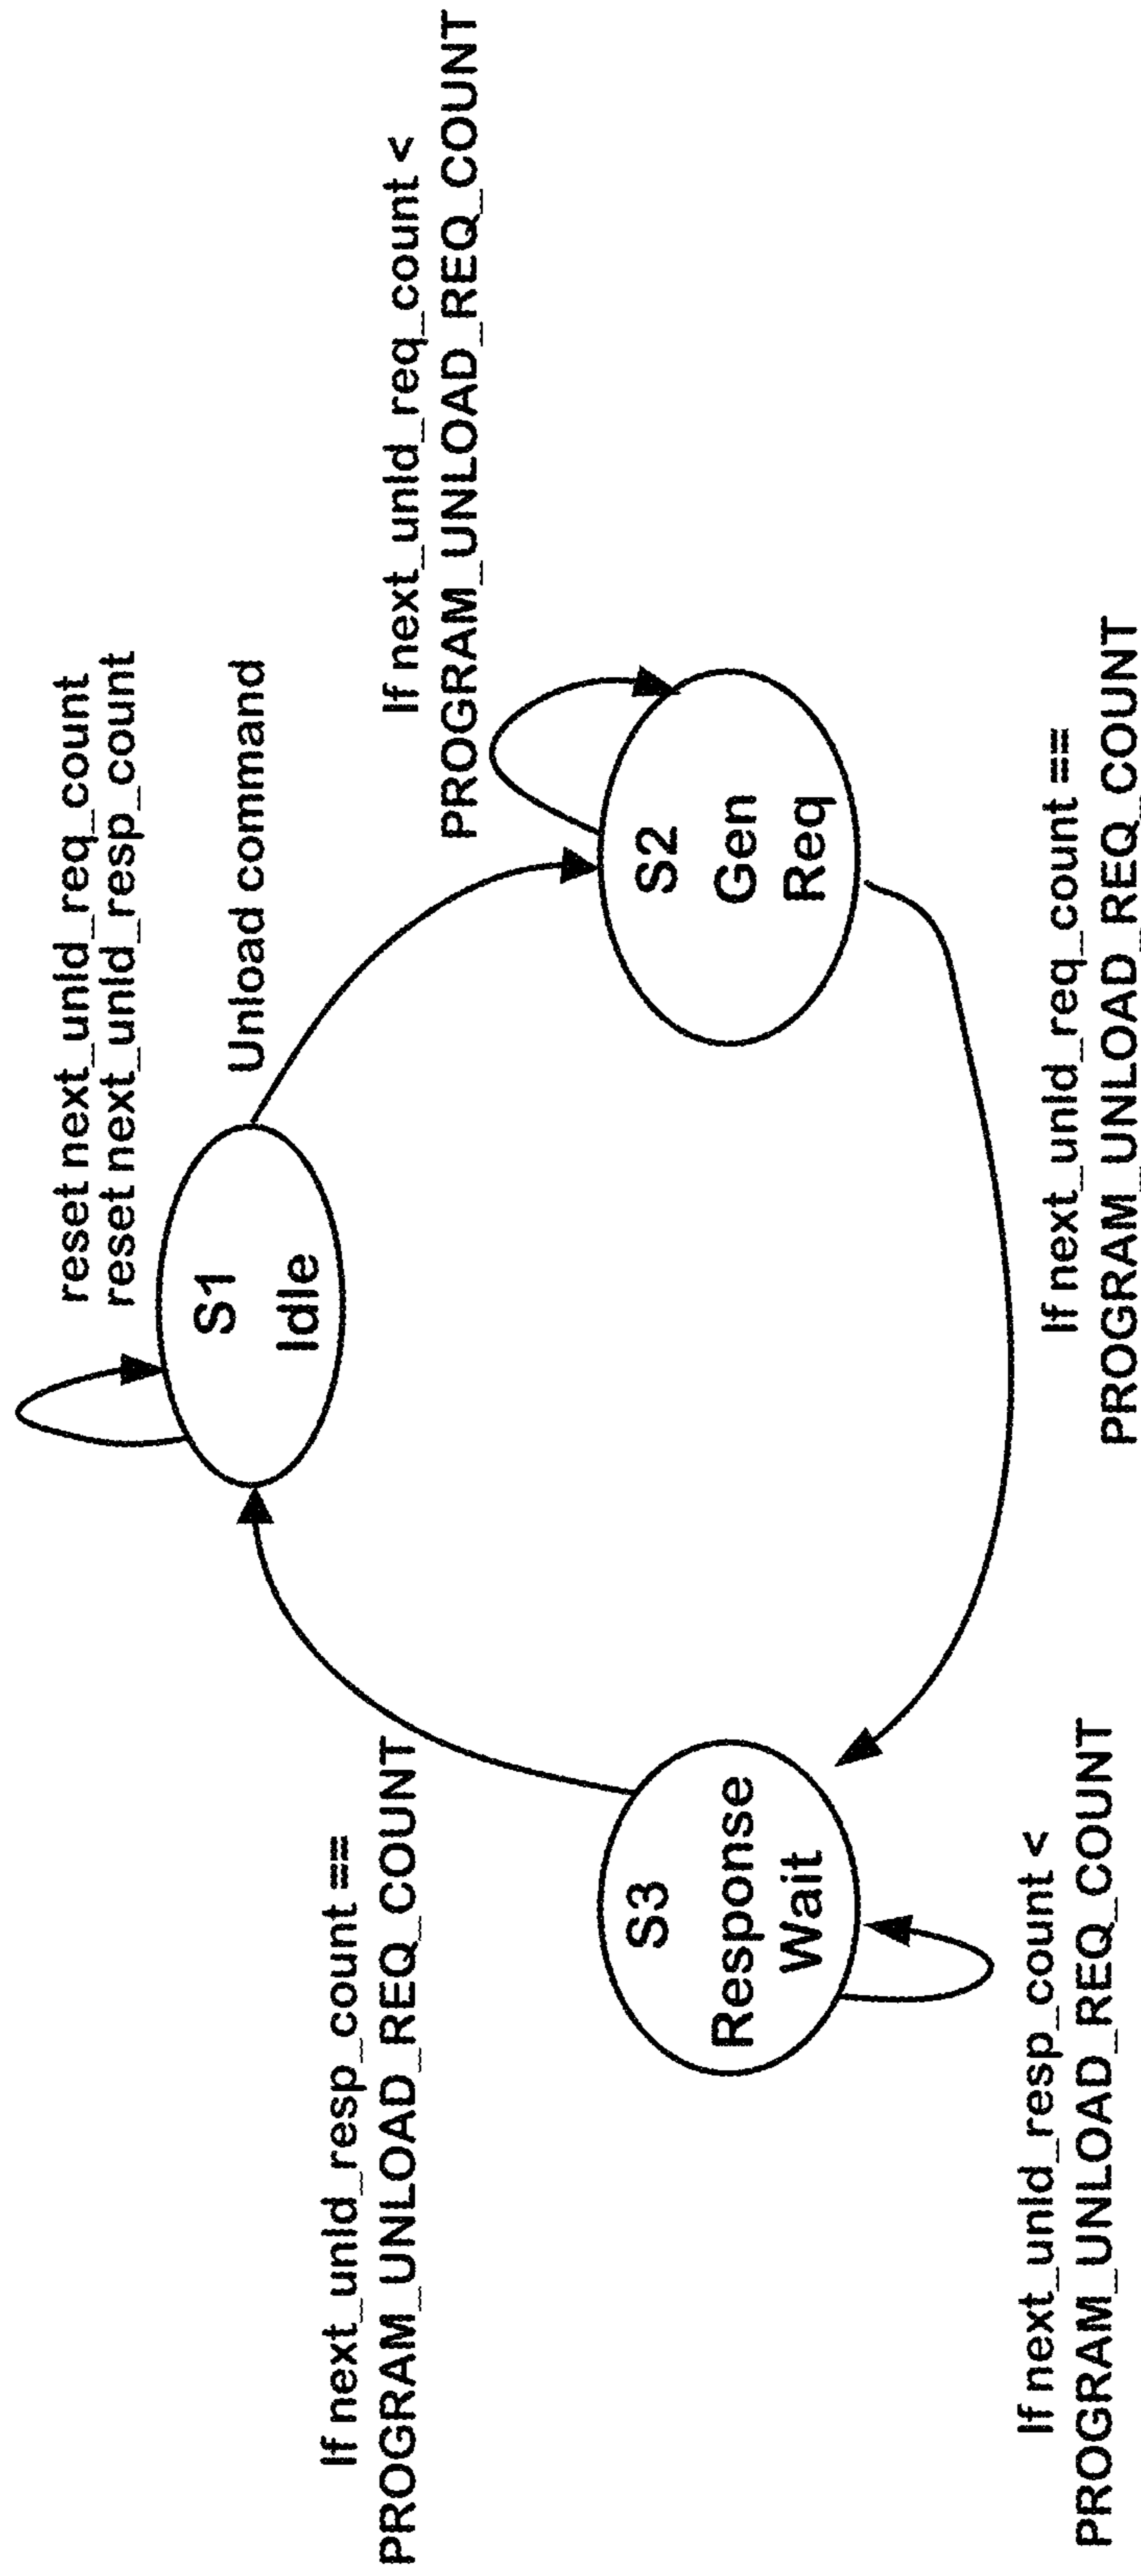 reset next_unld_req_count
reset next_unld_resp_count
Unload command
S1
Idle
If next_unld_req_count <
PROGRAM_UNLOAD_REQ_COUNT
S2
Gen
Req
If next_unld_req_count ==
PROGRAM_UNLOAD_REQ_COUNT
If next_unld_resp_count ==
PROGRAM_UNLOAD_REQ_COUNT
S3
Response
Wait
If next_unld_resp_count <
PROGRAM_UNLOAD_REQ_COUNT